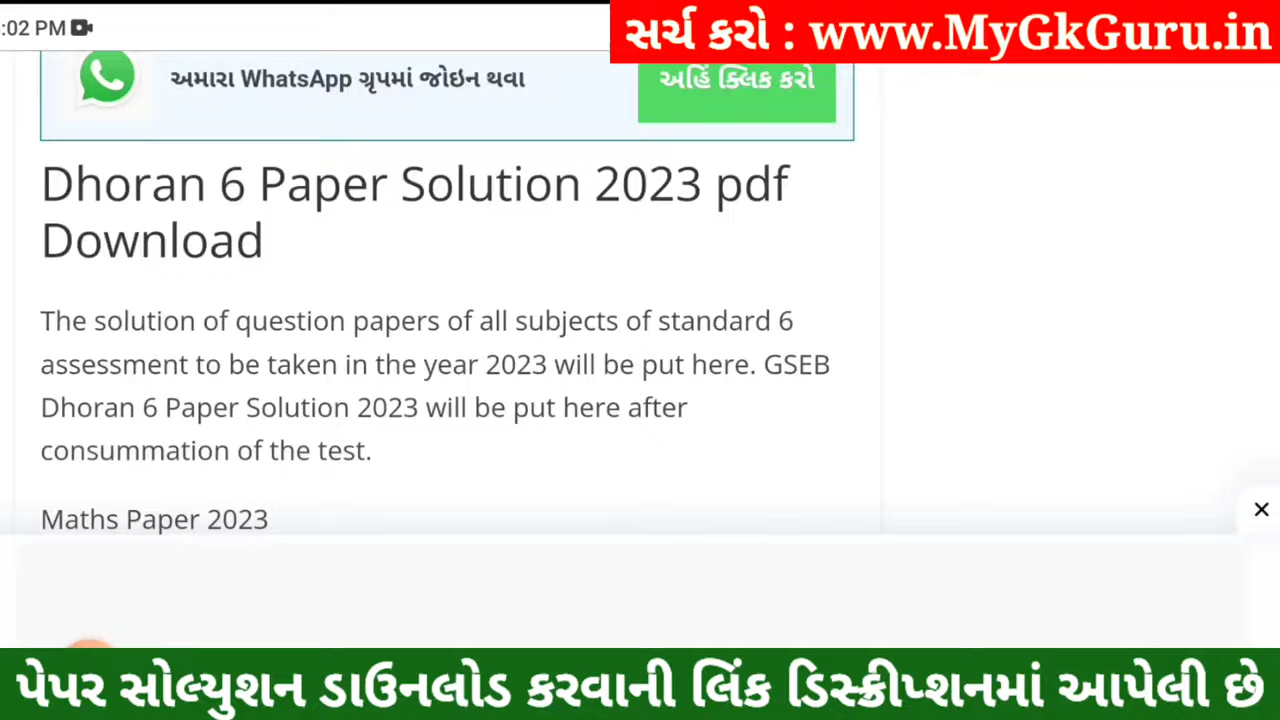 :02 PM
સર્ચ કરો : www.MyGkGuru.in
અમારા WhatsApp ગૃપમાં જોઇન થવા
અહિં ક્લિક કરો
Dhoran 6 Paper Solution 2023 pdf
Download
The solution of question papers of all subjects of standard 6
assessment to be taken in the year 2023 will be put here. GSEB
Dhoran 6 Paper Solution 2023 will be put here after
consummation of the test.
Maths Paper 2023
પેપર સોલ્યુશન ડાઉનલોડ કરવાની લિંક ડિસ્ક્રીપ્શનમાં આપેલી છે